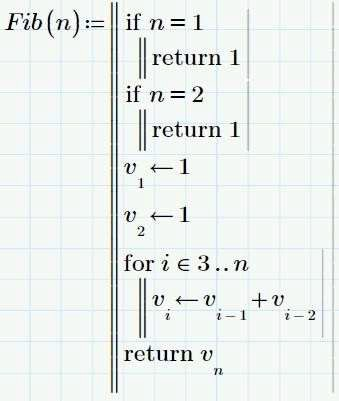 Fib(n):= if n = 1
return 1
if n = 2
return 1
v₁ ← 1
v₂ ← 1
for i ∈ 3 .. n
vᵢ ← vᵢ₋₁ + vᵢ₋₂
return vₙ